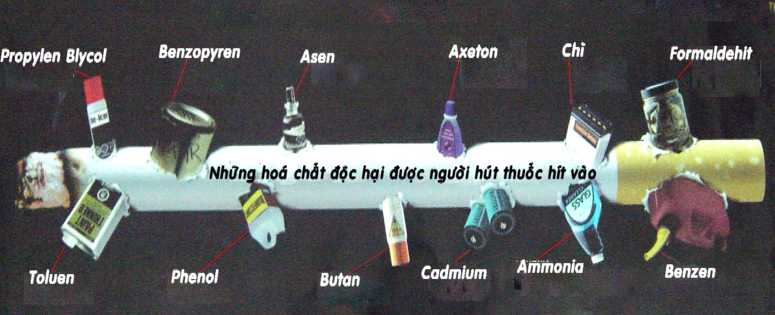 Propylen Blycol
Benzopyren
Asen
Axeton
Chì
Formaldehit
Những hoá chất độc hại được người hút thuốc hít vào
Toluen
Phenol
Butan
Cadmium
Ammonia
Benzen